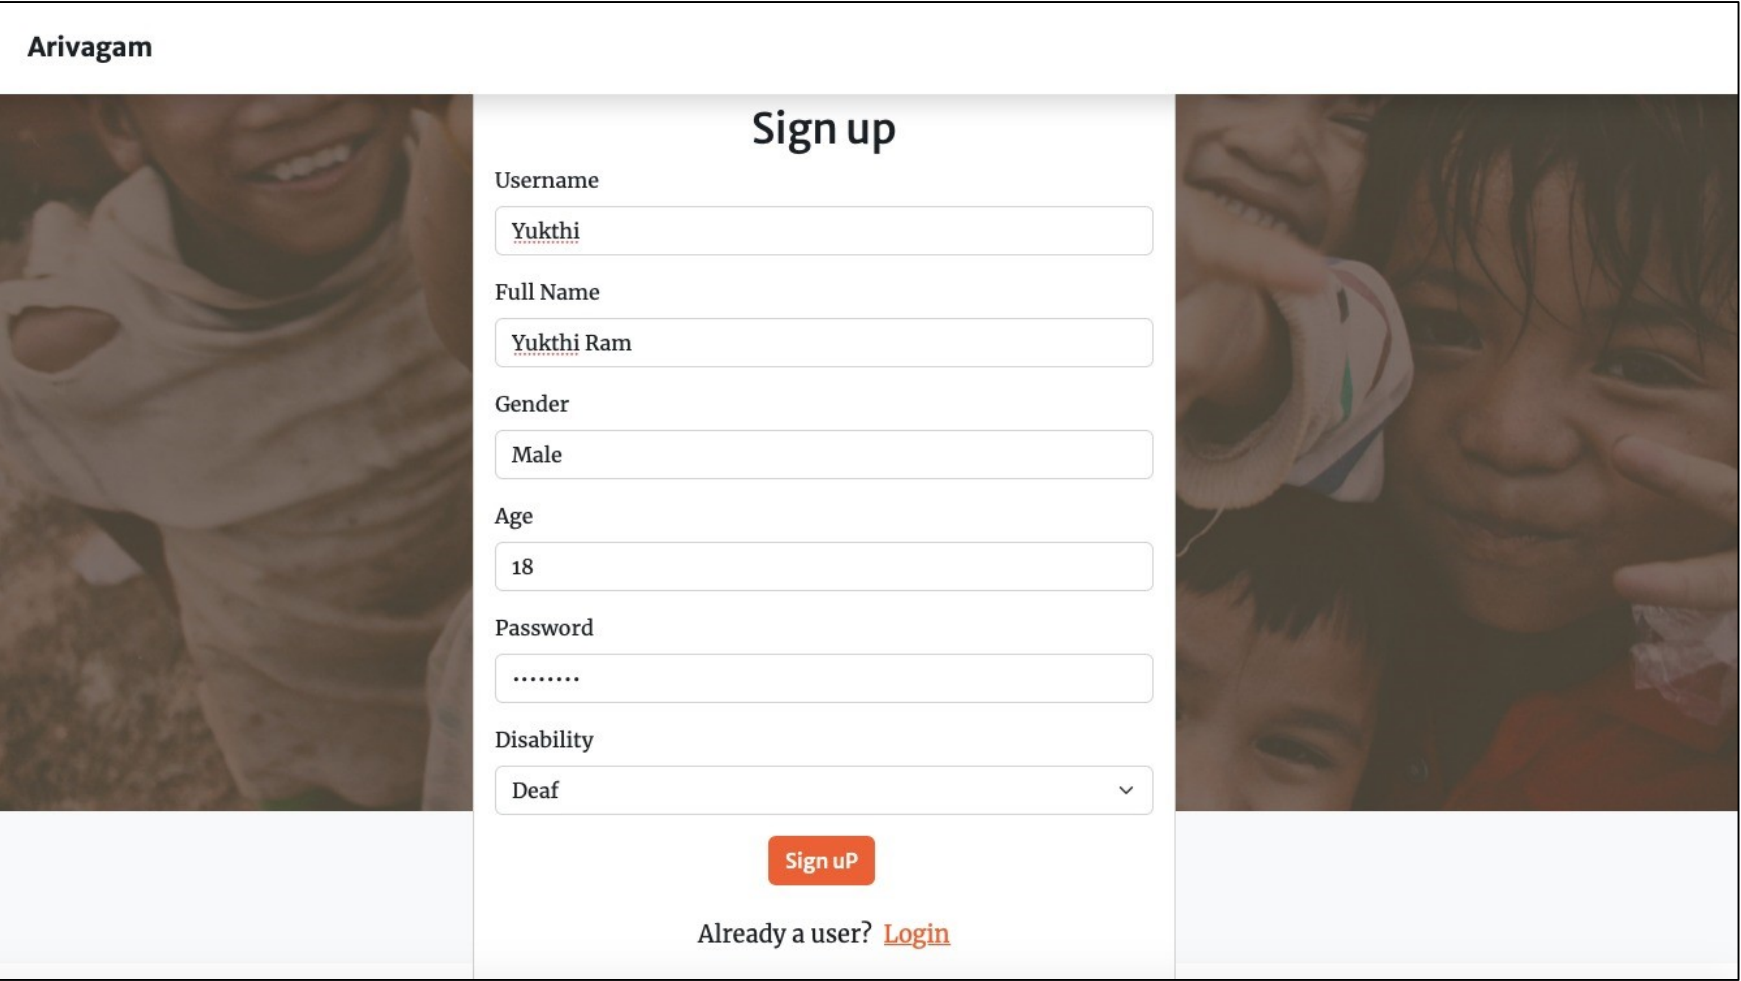 Arivagam
Sign up
Username
Yukthi
Full Name
Yukthi Ram
Gender
Male
Age
18
Password
........
Disability
Deaf
Sign uP
Already a user? Login